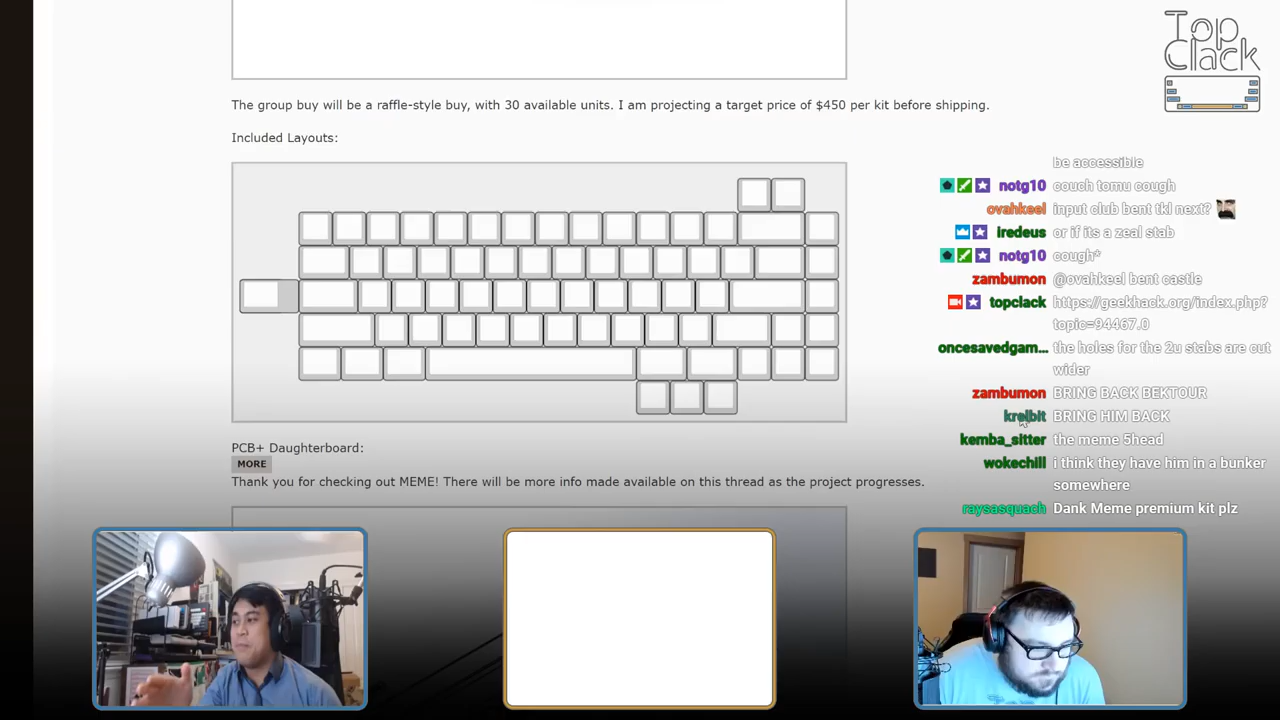 Top
Clack
The group buy will be a raffle-style buy, with 30 available units. I am projecting a target price of $450 per kit before shipping.
Included Layouts:
be accessible
notg10 couch tomu cough
ovahkeel input club bent tkl next?
iredeus or if its a zeal stab
notg10 cough*
zambumon @ovahkeel bent castle
topclack https://geekhack.org/index.php?
topic=94467.0
oncesavedgam... the holes for the 2u stabs are cut
wider
zambumon BRING BACK BEKTOUR
krelbit BRING HIM BACK
kemba_sitter the meme 5head
wokechill i think they have him in a bunker
somewhere
raysasquach Dank Meme premium kit plz
PCB+ Daughterboard:
MORE
Thank you for checking out MEME! There will be more info made available on this thread as the project progresses.